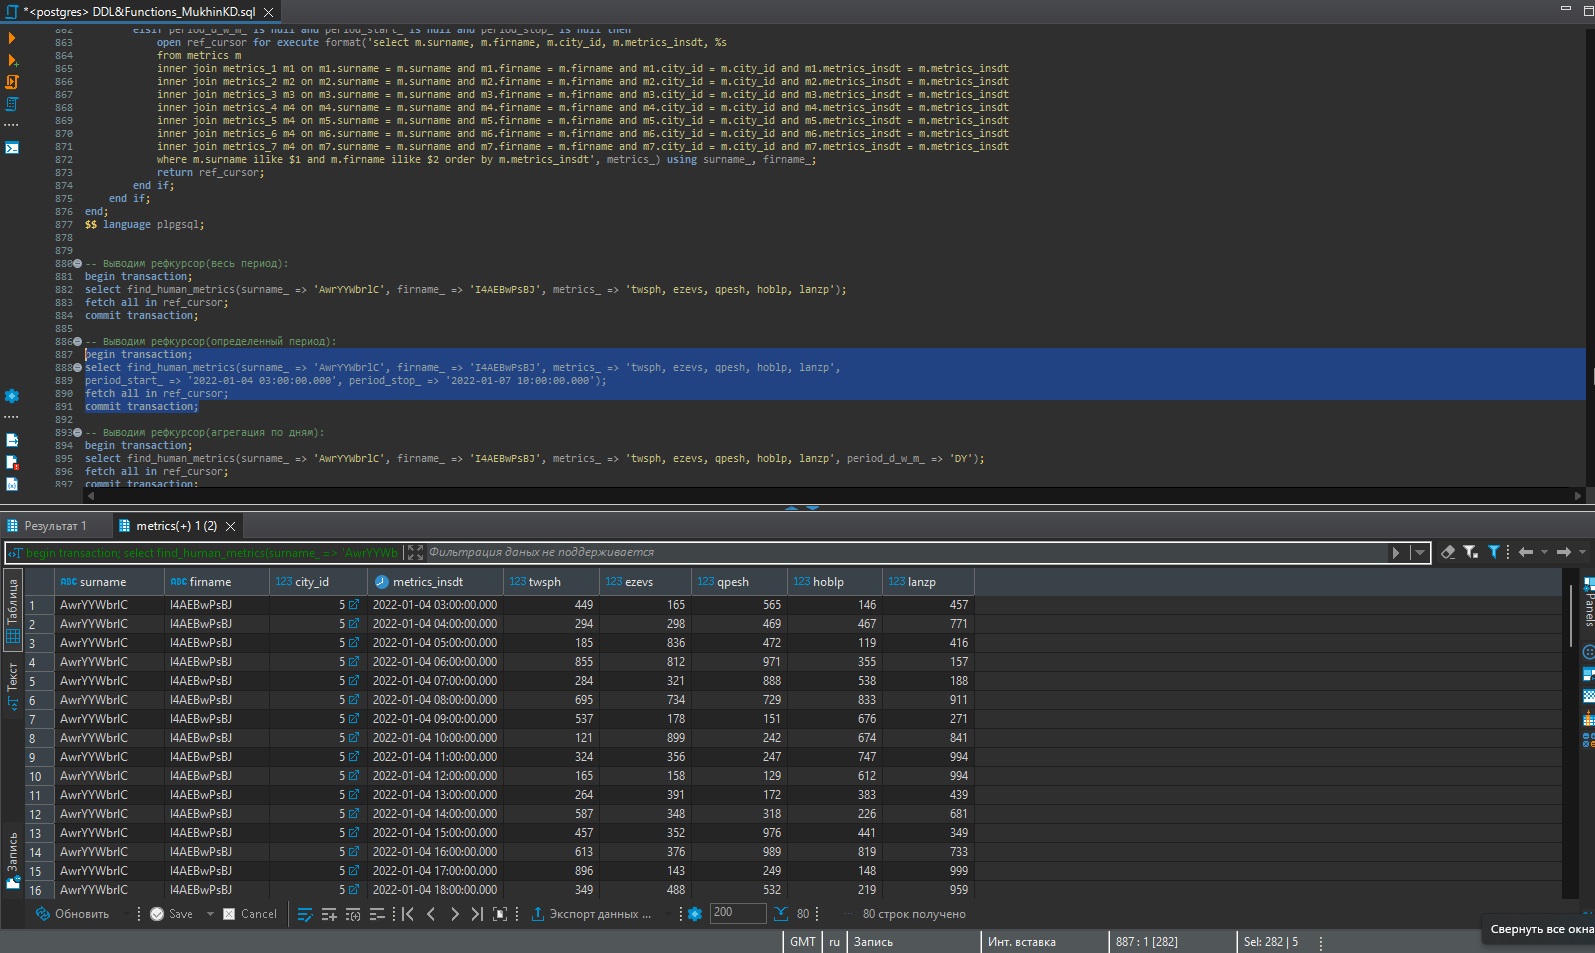 *<postgres> DDL&Functions_MukhinKD.sql
862 elsif period_d_w_m_ is null and period_start_ is null and period_stop_ is null then
863 open ref_cursor for execute format('select m.surname, m.firname, m.city_id, m.metrics_insdt, %s
864 from metrics m
865 inner join metrics_1 m1 on m1.surname = m.surname and m1.firname = m.firname and m1.city_id = m.city_id and m1.metrics_insdt = m.metrics_insdt
866 inner join metrics_2 m2 on m2.surname = m.surname and m2.firname = m.firname and m2.city_id = m.city_id and m2.metrics_insdt = m.metrics_insdt
867 inner join metrics_3 m3 on m3.surname = m.surname and m3.firname = m.firname and m3.city_id = m.city_id and m3.metrics_insdt = m.metrics_insdt
868 inner join metrics_4 m4 on m4.surname = m.surname and m4.firname = m.firname and m4.city_id = m.city_id and m4.metrics_insdt = m.metrics_insdt
869 inner join metrics_5 m4 on m5.surname = m.surname and m5.firname = m.firname and m5.city_id = m.city_id and m5.metrics_insdt = m.metrics_insdt
870 inner join metrics_6 m4 on m6.surname = m.surname and m6.firname = m.firname and m6.city_id = m.city_id and m6.metrics_insdt = m.metrics_insdt
871 inner join metrics_7 m4 on m7.surname = m.surname and m7.firname = m.firname and m7.city_id = m.city_id and m7.metrics_insdt = m.metrics_insdt
872 where m.surname ilike $1 and m.firname ilike $2 order by m.metrics_insdt', metrics_) using surname_, firname_;
873 return ref_cursor;
874 end if;
875 end if;
876 end;
877 $$ language plpgsql;
878
879
880 -- Выводим рефкурсор(весь период):
881 begin transaction;
882 select find_human_metrics(surname_ => 'AwrYYWbrlC', firname_ => 'I4AEBwPsBJ', metrics_ => 'twsph, ezevs, qpesh, hoblp, lanzp');
883 fetch all in ref_cursor;
884 commit transaction;
885
886 -- Выводим рефкурсор(определенный период):
887 begin transaction;
888 select find_human_metrics(surname_ => 'AwrYYWbrlC', firname_ => 'I4AEBwPsBJ', metrics_ => 'twsph, ezevs, qpesh, hoblp, lanzp',
889 period_start_ => '2022-01-04 03:00:00.000', period_stop_ => '2022-01-07 10:00:00.000');
890 fetch all in ref_cursor;
891 commit transaction;
892
893 -- Выводим рефкурсор(агрегация по дням):
894 begin transaction;
895 select find_human_metrics(surname_ => 'AwrYYWbrlC', firname_ => 'I4AEBwPsBJ', metrics_ => 'twsph, ezevs, qpesh, hoblp, lanzp', period_d_w_m_ => 'DY');
896 fetch all in ref_cursor;
897 commit transaction;
Результат 1 metrics(+) 1 (2)
begin transaction; select find_human_metrics(surname_ => 'AwrYYWb Фильтрация даных не поддерживается
ABC surname ABC firname 123 city_id metrics_insdt 123 twsph 123 ezevs 123 qpesh 123 hoblp 123 lanzp
1 AwrYYWbrlC I4AEBwPsBJ 5 2022-01-04 03:00:00.000 449 165 565 146 457
2 AwrYYWbrlC I4AEBwPsBJ 5 2022-01-04 04:00:00.000 294 298 469 467 771
3 AwrYYWbrlC I4AEBwPsBJ 5 2022-01-04 05:00:00.000 185 836 472 119 416
4 AwrYYWbrlC I4AEBwPsBJ 5 2022-01-04 06:00:00.000 855 812 971 355 157
5 AwrYYWbrlC I4AEBwPsBJ 5 2022-01-04 07:00:00.000 284 321 888 538 188
6 AwrYYWbrlC I4AEBwPsBJ 5 2022-01-04 08:00:00.000 695 734 729 833 911
7 AwrYYWbrlC I4AEBwPsBJ 5 2022-01-04 09:00:00.000 537 178 151 676 271
8 AwrYYWbrlC I4AEBwPsBJ 5 2022-01-04 10:00:00.000 121 899 242 674 841
9 AwrYYWbrlC I4AEBwPsBJ 5 2022-01-04 11:00:00.000 324 356 247 747 994
10 AwrYYWbrlC I4AEBwPsBJ 5 2022-01-04 12:00:00.000 165 158 129 612 994
11 AwrYYWbrlC I4AEBwPsBJ 5 2022-01-04 13:00:00.000 264 391 172 383 439
12 AwrYYWbrlC I4AEBwPsBJ 5 2022-01-04 14:00:00.000 587 348 318 226 681
13 AwrYYWbrlC I4AEBwPsBJ 5 2022-01-04 15:00:00.000 457 352 976 441 349
14 AwrYYWbrlC I4AEBwPsBJ 5 2022-01-04 16:00:00.000 613 376 989 819 733
15 AwrYYWbrlC I4AEBwPsBJ 5 2022-01-04 17:00:00.000 896 143 249 148 999
16 AwrYYWbrlC I4AEBwPsBJ 5 2022-01-04 18:00:00.000 349 488 532 219 959
Таблица
Текст
Запись
Panels
Обновить Save Cancel Экспорт данных ... 200 80 80 строк получено
Свернуть все окна
GMT ru Запись Инт. вставка 887 : 1 [282] Sel: 282 | 5